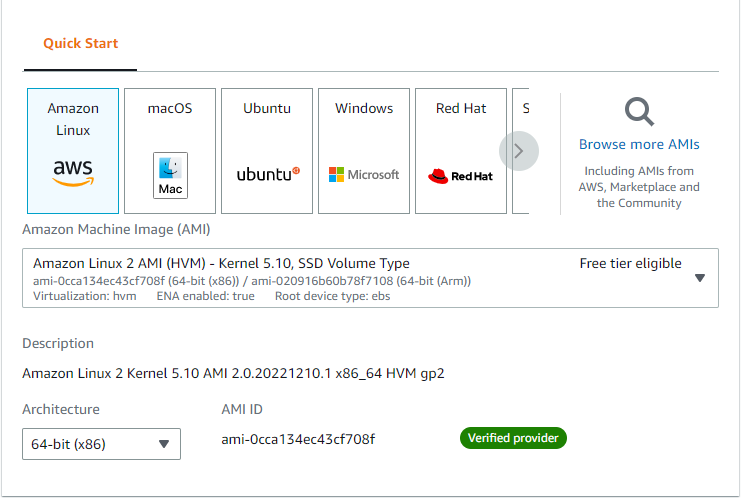 Quick Start
Amazon
Linux
aws
macOS
Mac
Ubuntu
ubuntu
Windows
Microsoft
Red Hat
Red Hat
S
Browse more AMIs
Including AMIs from
AWS, Marketplace and
the Community
Amazon Machine Image (AMI)
Amazon Linux 2 AMI (HVM) - Kernel 5.10, SSD Volume Type
Free tier eligible
ami-0cca134ec43cf708f (64-bit (x86)) / ami-020916b60b78f7108 (64-bit (Arm))
Virtualization: hvm ENA enabled: true Root device type: ebs
Description
Amazon Linux 2 Kernel 5.10 AMI 2.0.20221210.1 x86_64 HVM gp2
Architecture
64-bit (x86)
AMI ID
ami-0cca134ec43cf708f
Verified provider